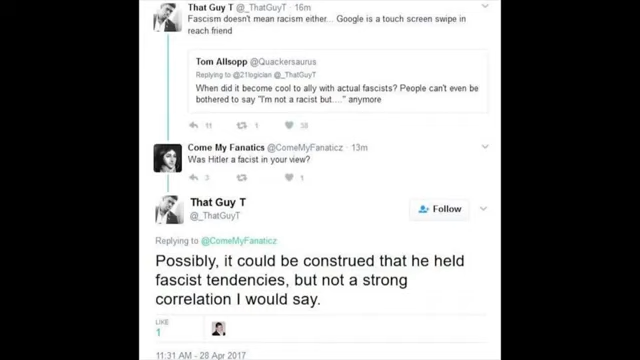 That Guy T @_ThatGuyT · 16m
Fascism doesn't mean racism either... Google is a touch screen swipe in
reach friend
Tom Allsopp @Quackersaurus
Replying to @21logician @_ThatGuyT
When did it become cool to ally with actual fascists? People can't even be
bothered to say "I'm not a racist but....." anymore
11 1 38
Come My Fanatics @ComeMyFanaticz · 13m
Was Hitler a facist in your view?
3 1
That Guy T
@_ThatGuyT
Follow
Replying to @ComeMyFanaticz
Possibly, it could be construed that he held
fascist tendencies, but not a strong
correlation I would say.
LIKE
1
11:31 AM - 28 Apr 2017